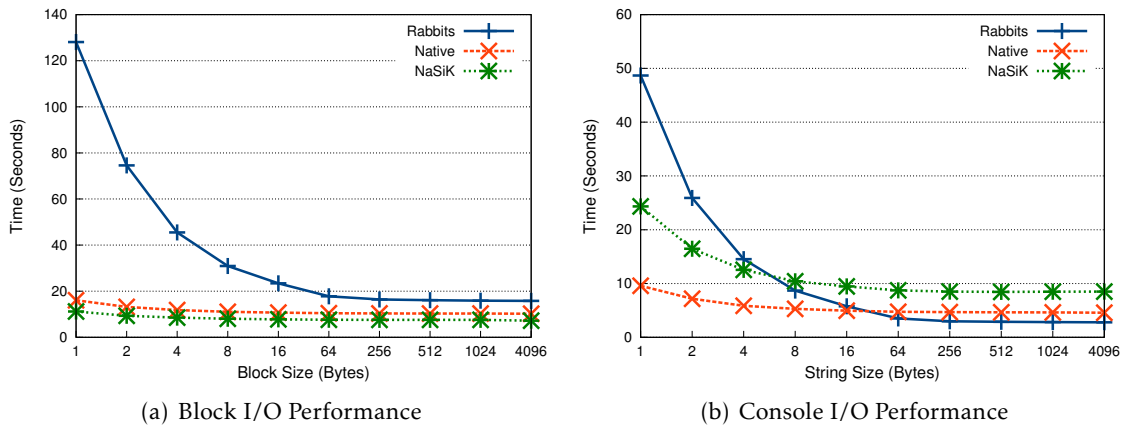 140
120
100
80
60
40
20
0
Time (Seconds)
1 2 4 8 16 64 256 512 1024 4096
Block Size (Bytes)
Rabbits
Native
NaSiK
(a) Block I/O Performance
60
50
40
30
20
10
0
Time (Seconds)
1 2 4 8 16 64 256 512 1024 4096
String Size (Bytes)
Rabbits
Native
NaSiK
(b) Console I/O Performance